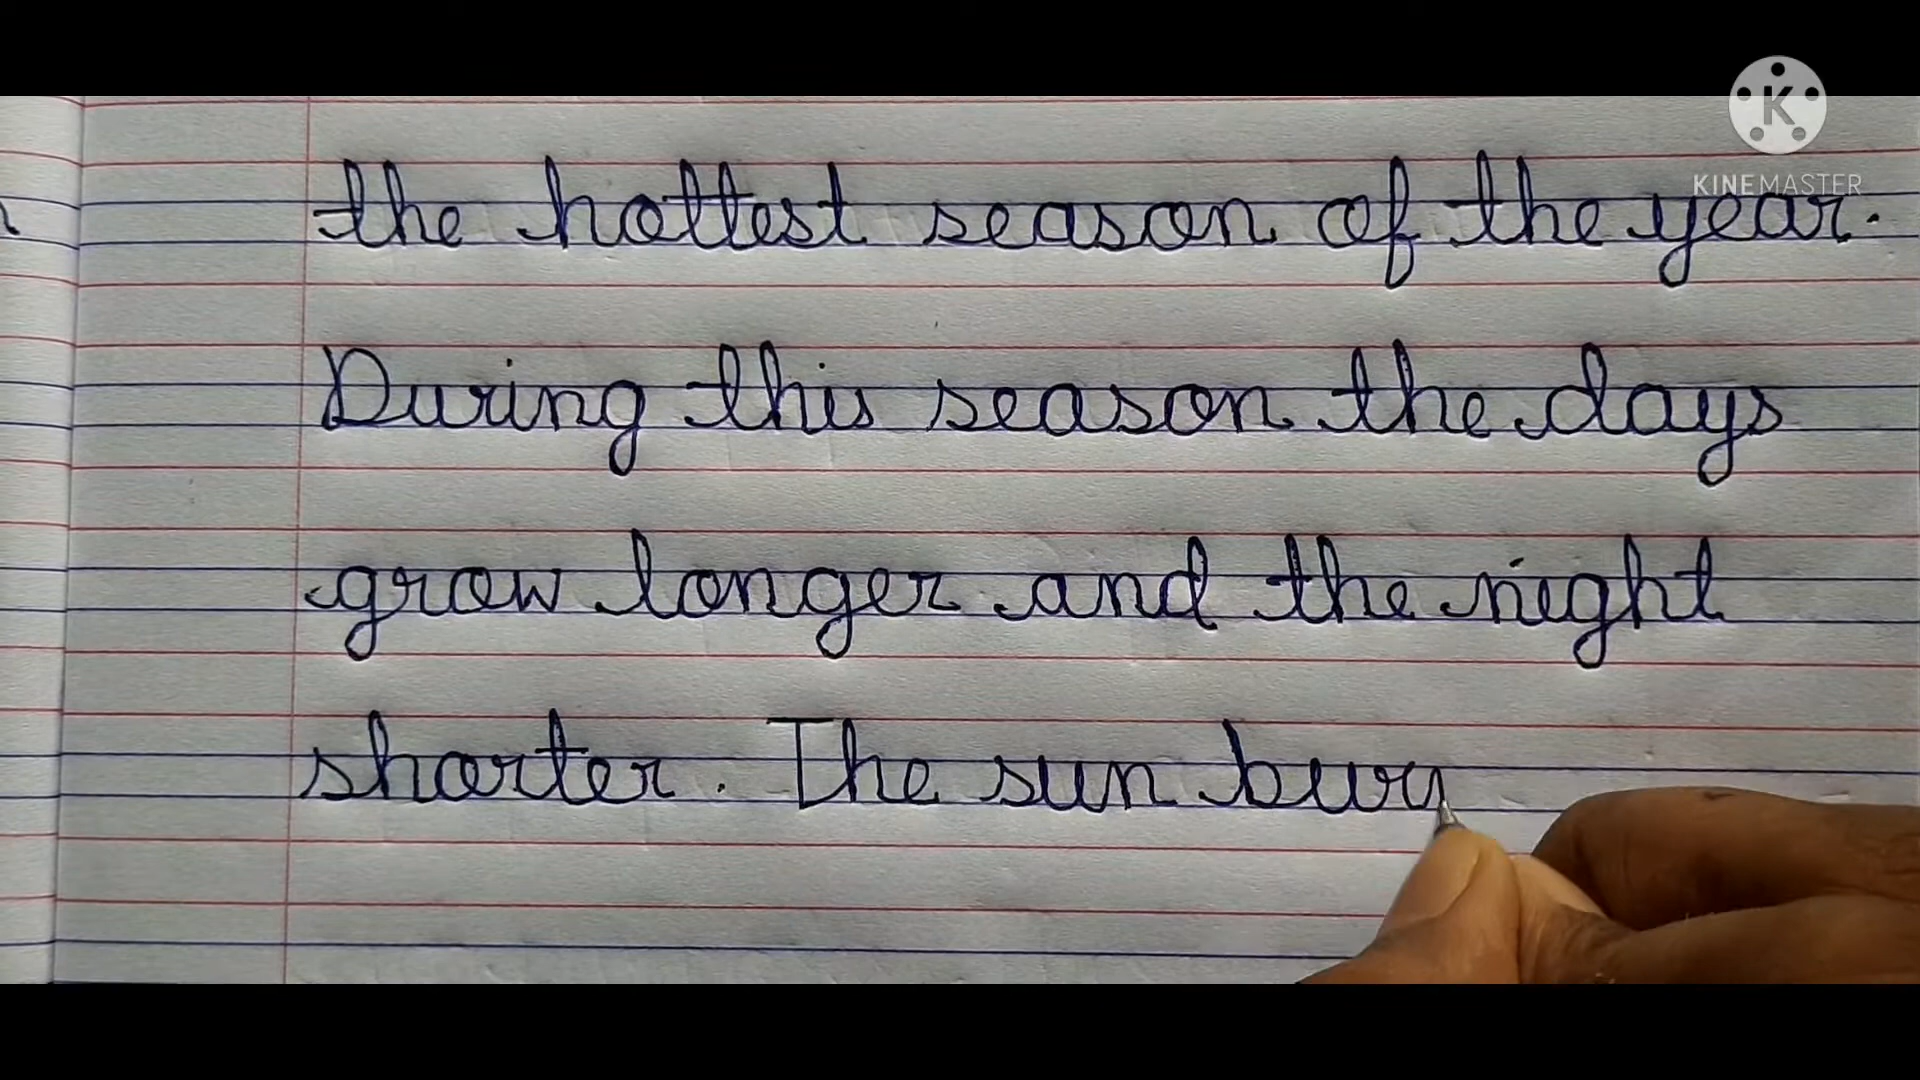 KINEMASTER
the hottest season of the year.
During this season the days
grow longer and the night
shorter. The sun bur